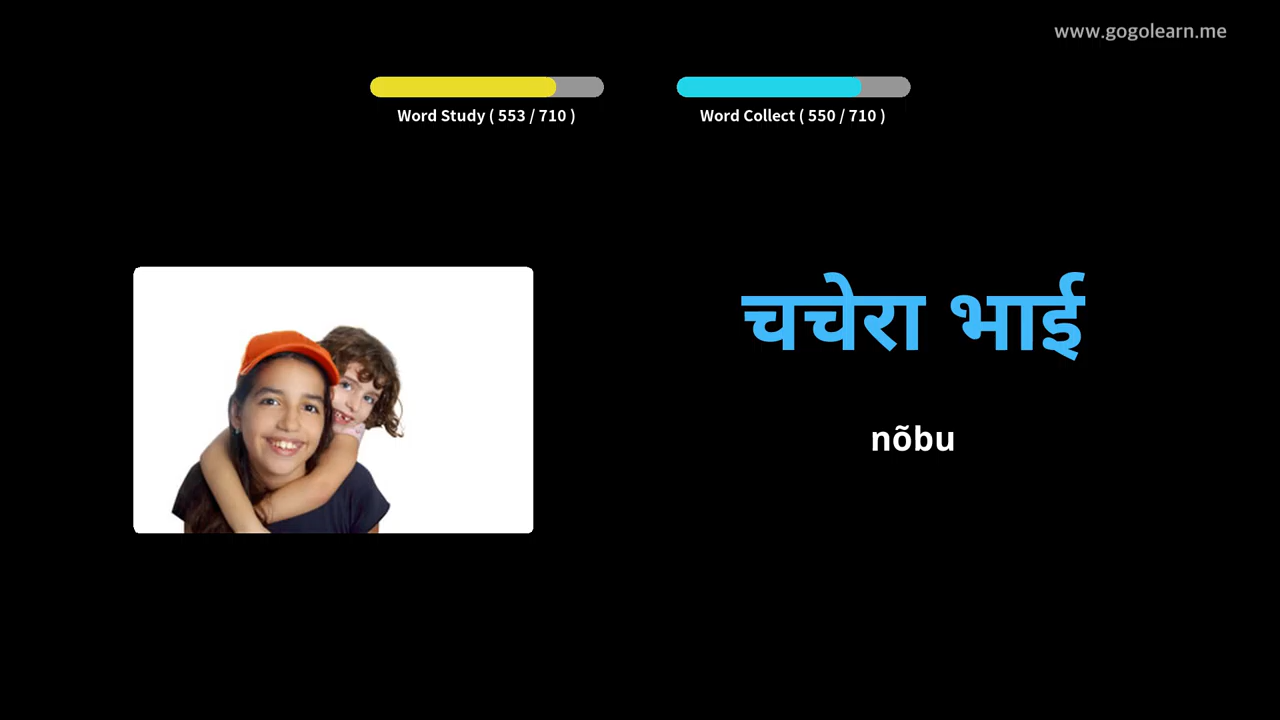 www.gogolearn.me
Word Study ( 553 / 710 )
Word Collect ( 550 / 710 )
चचेरा भाई
nõbu